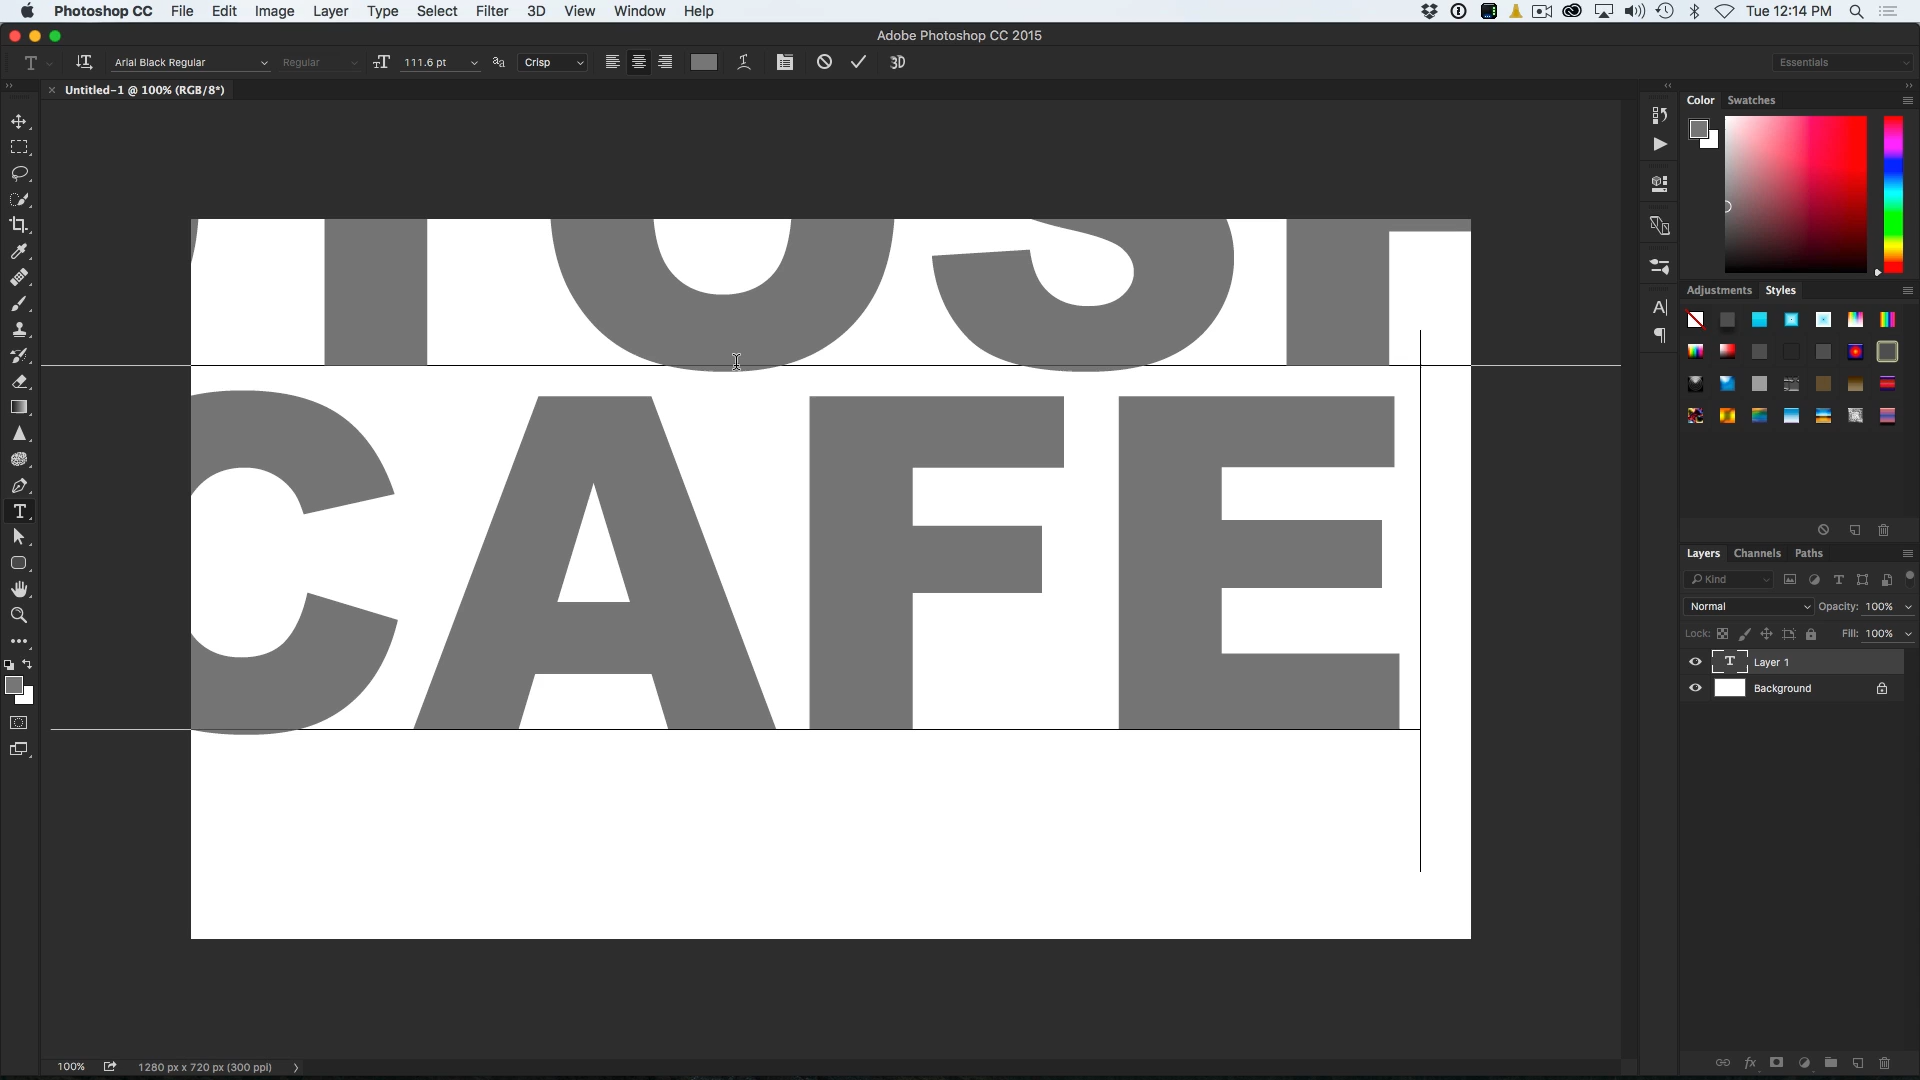 Photoshop CC File Edit Image Layer Type Select Filter 3D View Window Help Tue 12:14 PM
Adobe Photoshop CC 2015
T Arial Black Regular Regular 111.6 pt Crisp 3D Essentials
Untitled-1 @ 100% (RGB/8*)
Color Swatches
CAFE
Adjustments Styles
Layers Channels Paths
Kind
Normal Opacity: 100%
Lock: Fill: 100%
T Layer 1
Background
100% 1280 px x 720 px (300 ppi)